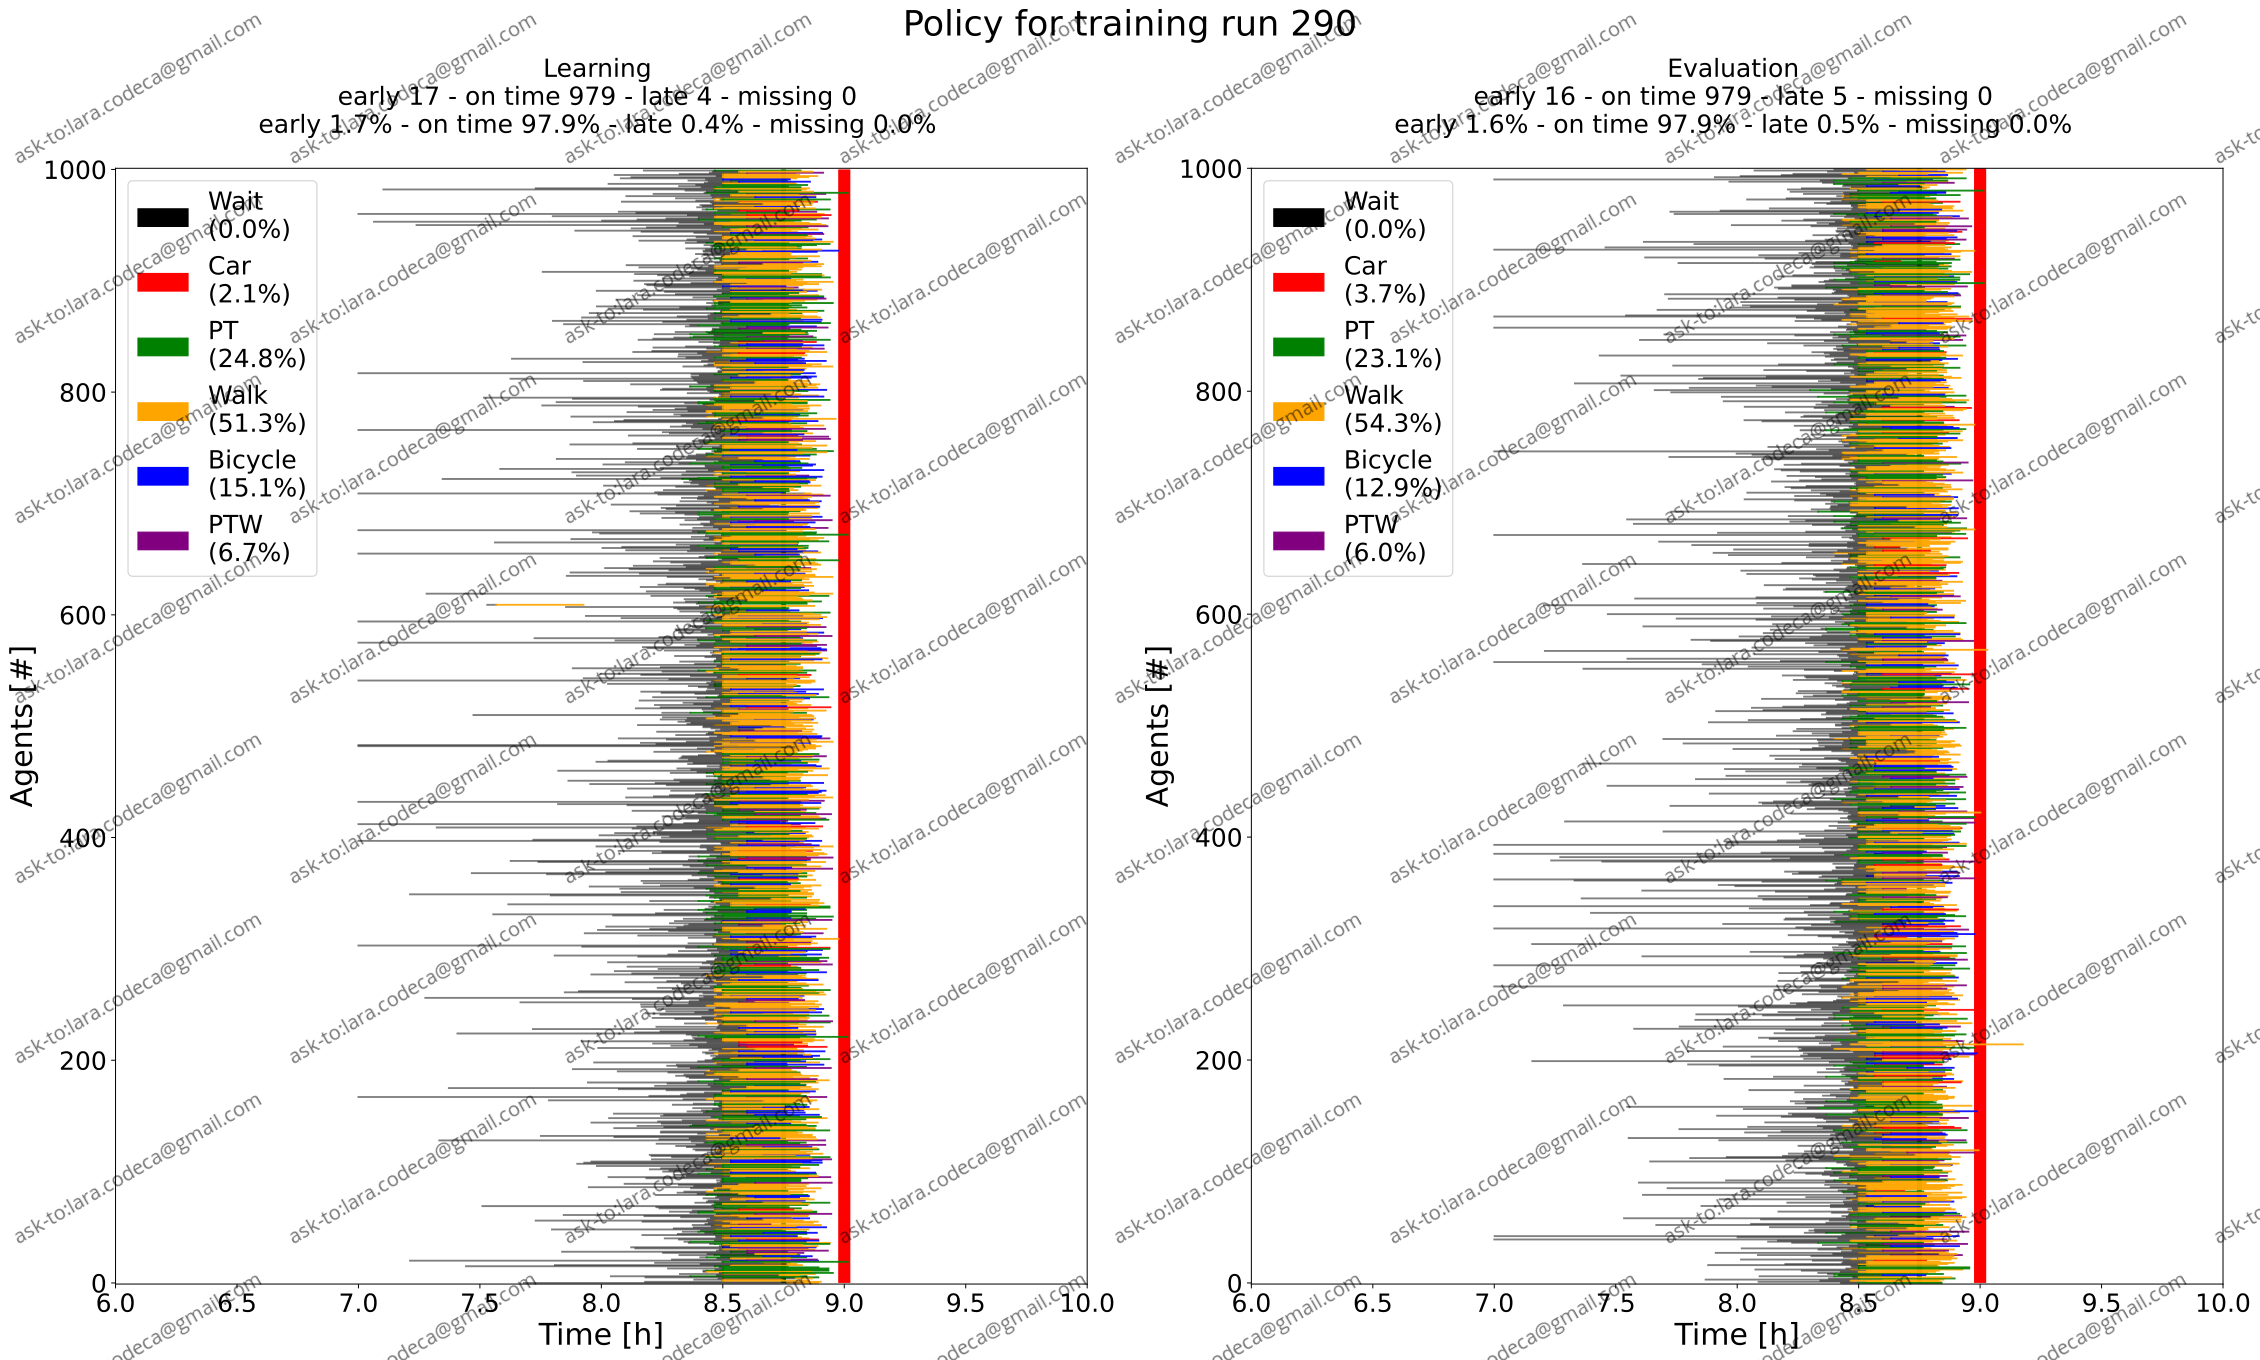 Policy for training run 290
Learning
early 17 - on time 979 - late 4 - missing 0
early 1.7% - on time 97.9% - late 0.4% - missing 0.0%
1000
800
600
400
200
0
Agents [#]
Wait
(0.0%)
Car
(2.1%)
PT
(24.8%)
Walk
(51.3%)
Bicycle
(15.1%)
PTW
(6.7%)
6.0 6.5 7.0 7.5 8.0 8.5 9.0 9.5 10.0
Time [h]
Evaluation
early 16 - on time 979 - late 5 - missing 0
early 1.6% - on time 97.9% - late 0.5% - missing 0.0%
1000
800
600
400
200
0
Agents [#]
Wait
(0.0%)
Car
(3.7%)
PT
(23.1%)
Walk
(54.3%)
Bicycle
(12.9%)
PTW
(6.0%)
6.0 6.5 7.0 7.5 8.0 8.5 9.0 9.5 10.0
Time [h]
ask-to:lara.codeca@gmail.com